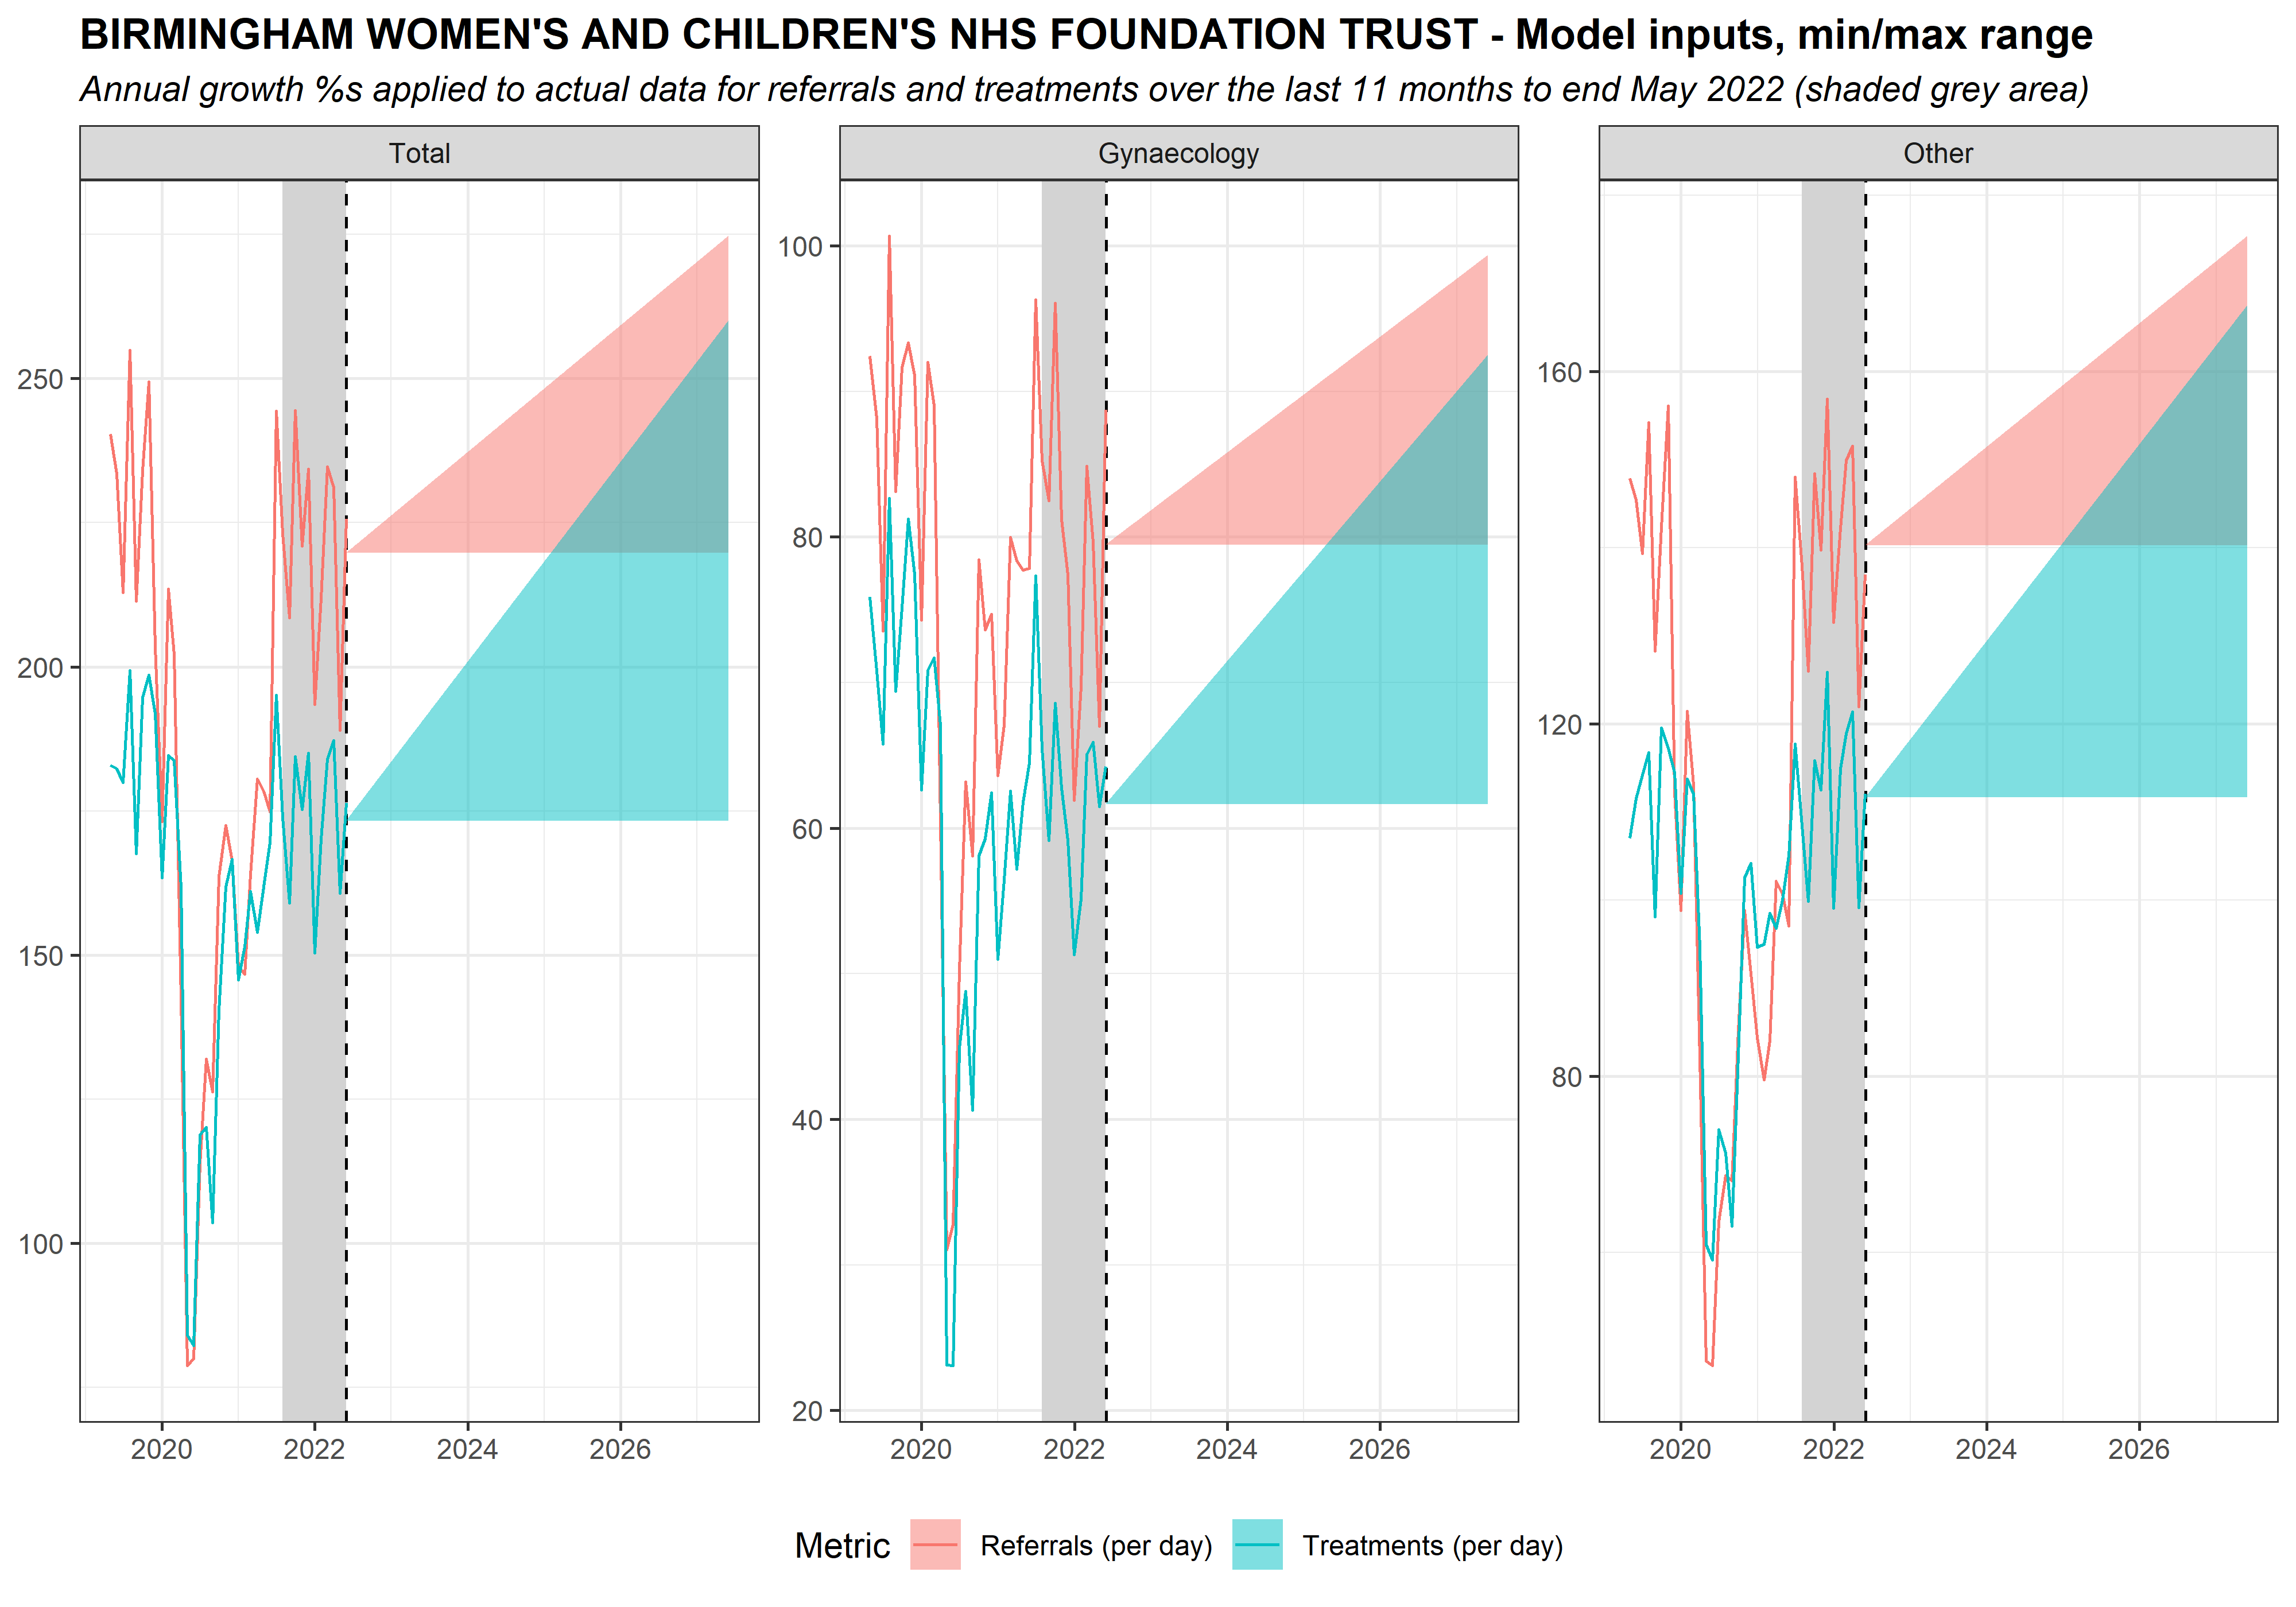 BIRMINGHAM WOMEN'S AND CHILDREN'S NHS FOUNDATION TRUST - Model inputs, min/max range
Annual growth %s applied to actual data for referrals and treatments over the last 11 months to end May 2022 (shaded grey area)
Total
250
200
150
100
2020 2022 2024 2026
Gynaecology
100
80
60
40
20
2020 2022 2024 2026
Other
160
120
80
2020 2022 2024 2026
Metric Referrals (per day) Treatments (per day)